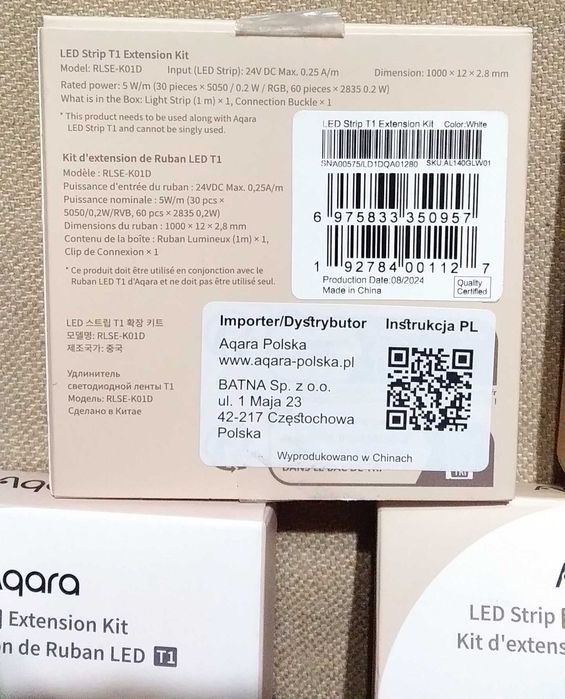 LED Strip T1 Extension Kit
Model: RLSE-K01D Input (LED Strip): 24V DC Max. 0.25 A/m Dimension: 1000 × 12 × 2.8 mm
Rated power: 5 W/m (30 pieces × 5050 / 0.2 W / RGB, 60 pieces × 2835 0.2 W)
What is in the Box: Light Strip (1 m) × 1, Connection Buckle × 1
* This product needs to be used along with Aqara
LED Strip T1 and cannot be singly used.
Kit d'extension de Ruban LED T1
Modèle : RLSE-K01D
Puissance d'entrée du ruban : 24VDC Max. 0,25A/m
Puissance nominale : 5W/m (30 pcs ×
5050/0,2W/RVB, 60 pcs × 2835 0,2W)
Dimensions du ruban : 1000 × 12 × 2,8 mm
Contenu de la boîte : Ruban Lumineux (1m) × 1,
Clip de Connexion × 1
* Ce produit doit être utilisé en conjonction avec le
Ruban LED T1 d'Aqara et ne doit pas être utilisé seul.
LED 스트립 T1 확장 키트
모델명: RLSE-K01D
제조국가: 중국
Удлинитель
светодиодной ленты T1
Модель: RLSE-K01D
Сделано в Китае
LED Strip T1 Extension Kit Color:White
SNA00575/LD1DQA01280 SKU:AL140GLW01
6 975833 350957
1 92784 00112 7
Production Date:08/2024
Made in China
Quality
Certified
Importer/Dystrybutor Instrukcja PL
Aqara Polska
www.aqara-polska.pl
BATNA Sp. z o.o.
ul. 1 Maja 23
42-217 Częstochowa
Polska
Wyprodukowano w Chinach
DANS LE BAC DE TRI
Aqara
Extension Kit
on de Ruban LED T1
LED Strip
Kit d'extens